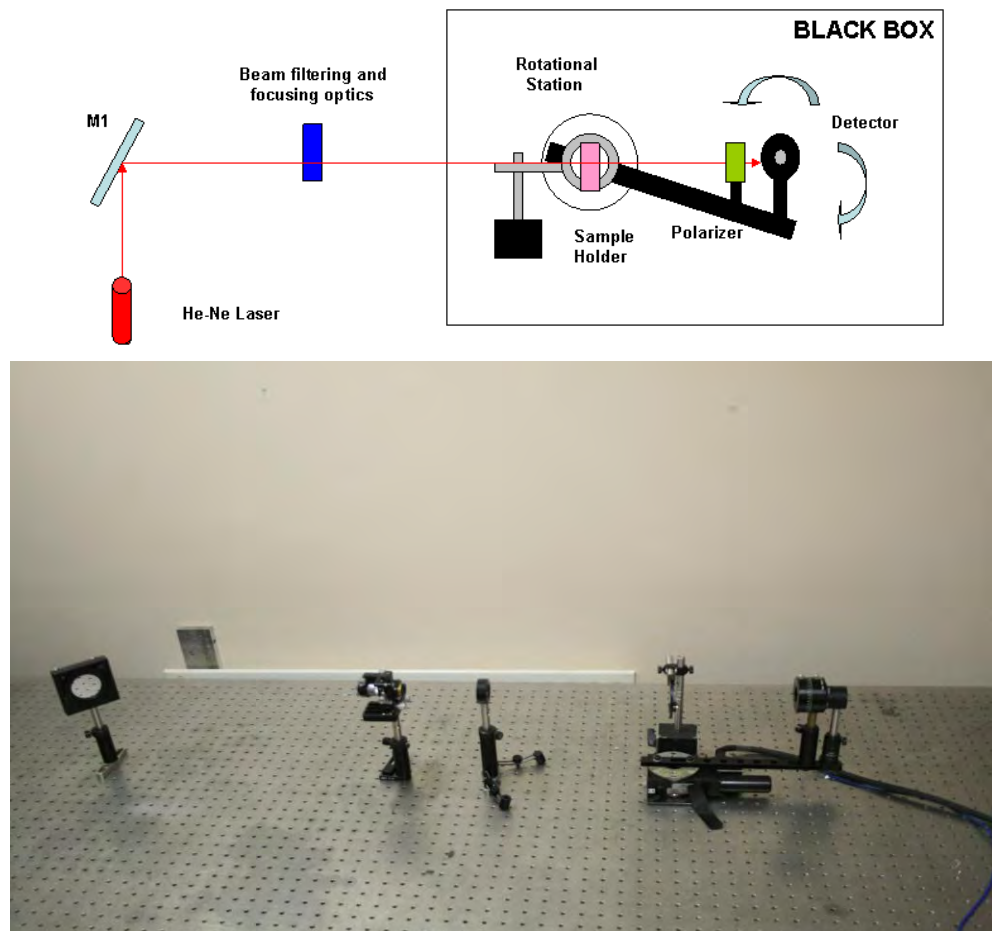 BLACK BOX
Rotational
Station
Beam filtering and
focusing optics
M1
Detector
Polarizer
Sample
Holder
He-Ne Laser